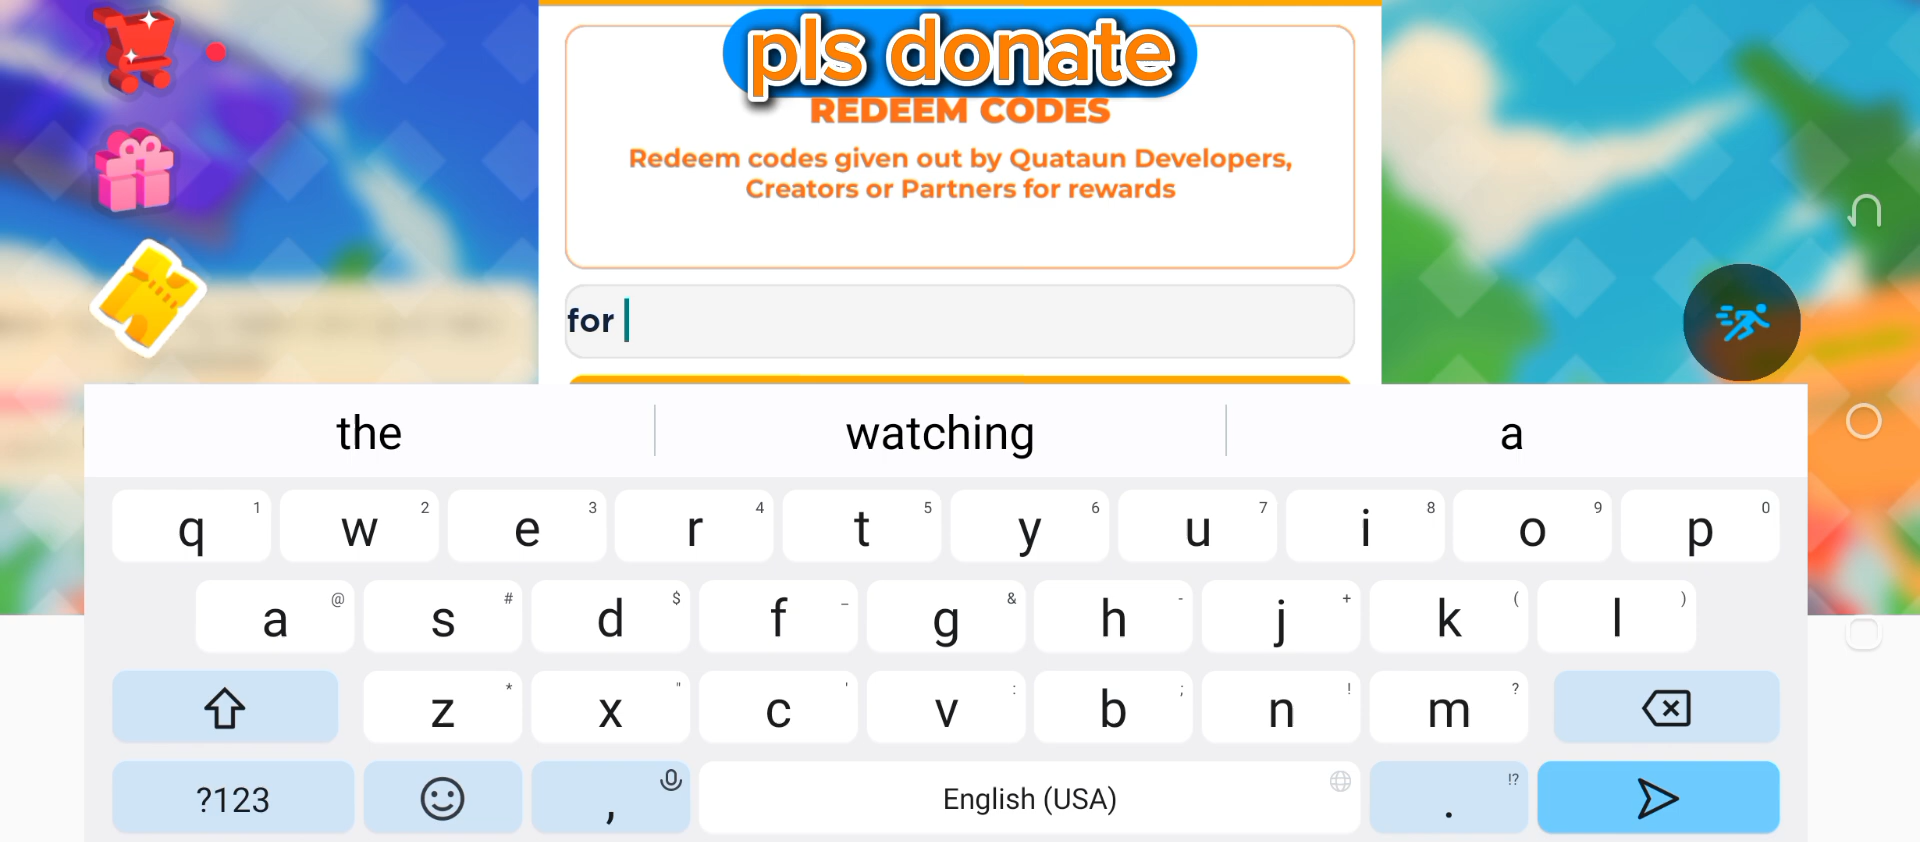 pls donate
REDEEM CODES
Redeem codes given out by Quataun Developers,
Creators or Partners for rewards
for
the watching a
q 1 w 2 e 3 r 4 t 5 y 6 u 7 i 8 o 9 p 0
a @ s # d $ f _ g & h - j + k ( l )
z * x " c ' v : b ; n ! m ?
?123 , English (USA) . !?